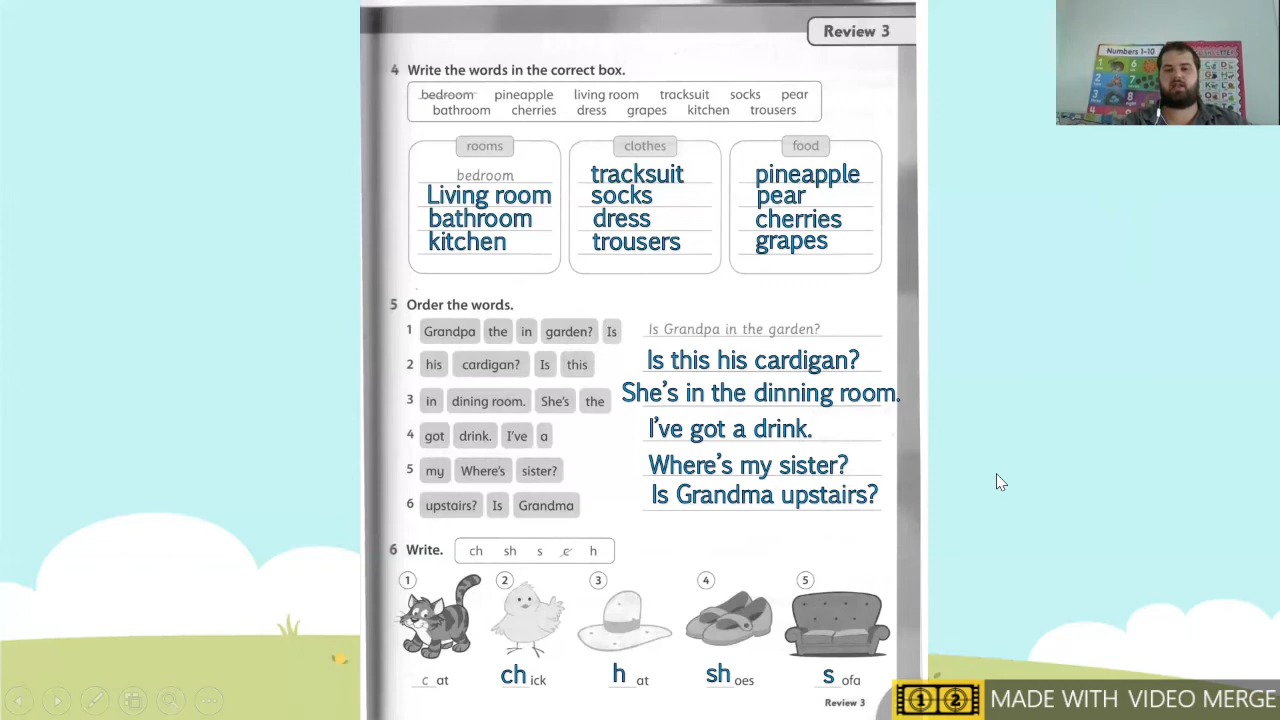 Review 3
4 Write the words in the correct box.
bedroom pineapple living room tracksuit socks pear
bathroom cherries dress grapes kitchen trousers
rooms clothes food
bedroom tracksuit pineapple
Living room socks pear
bathroom dress cherries
kitchen trousers grapes
5 Order the words.
1 Grandpa the in garden? Is Is Grandpa in the garden?
2 his cardigan? Is this Is this his cardigan?
3 in dining room. She's the She's in the dinning room.
4 got drink. I've a I've got a drink.
5 my Where's sister? Where's my sister?
6 upstairs? Is Grandma Is Grandma upstairs?
6 Write. ch sh s c h
1 2 3 4 5
c at ch ick h at sh oes s ofa
Review 3
Numbers 1-10
1 2 MADE WITH VIDEO MERGE